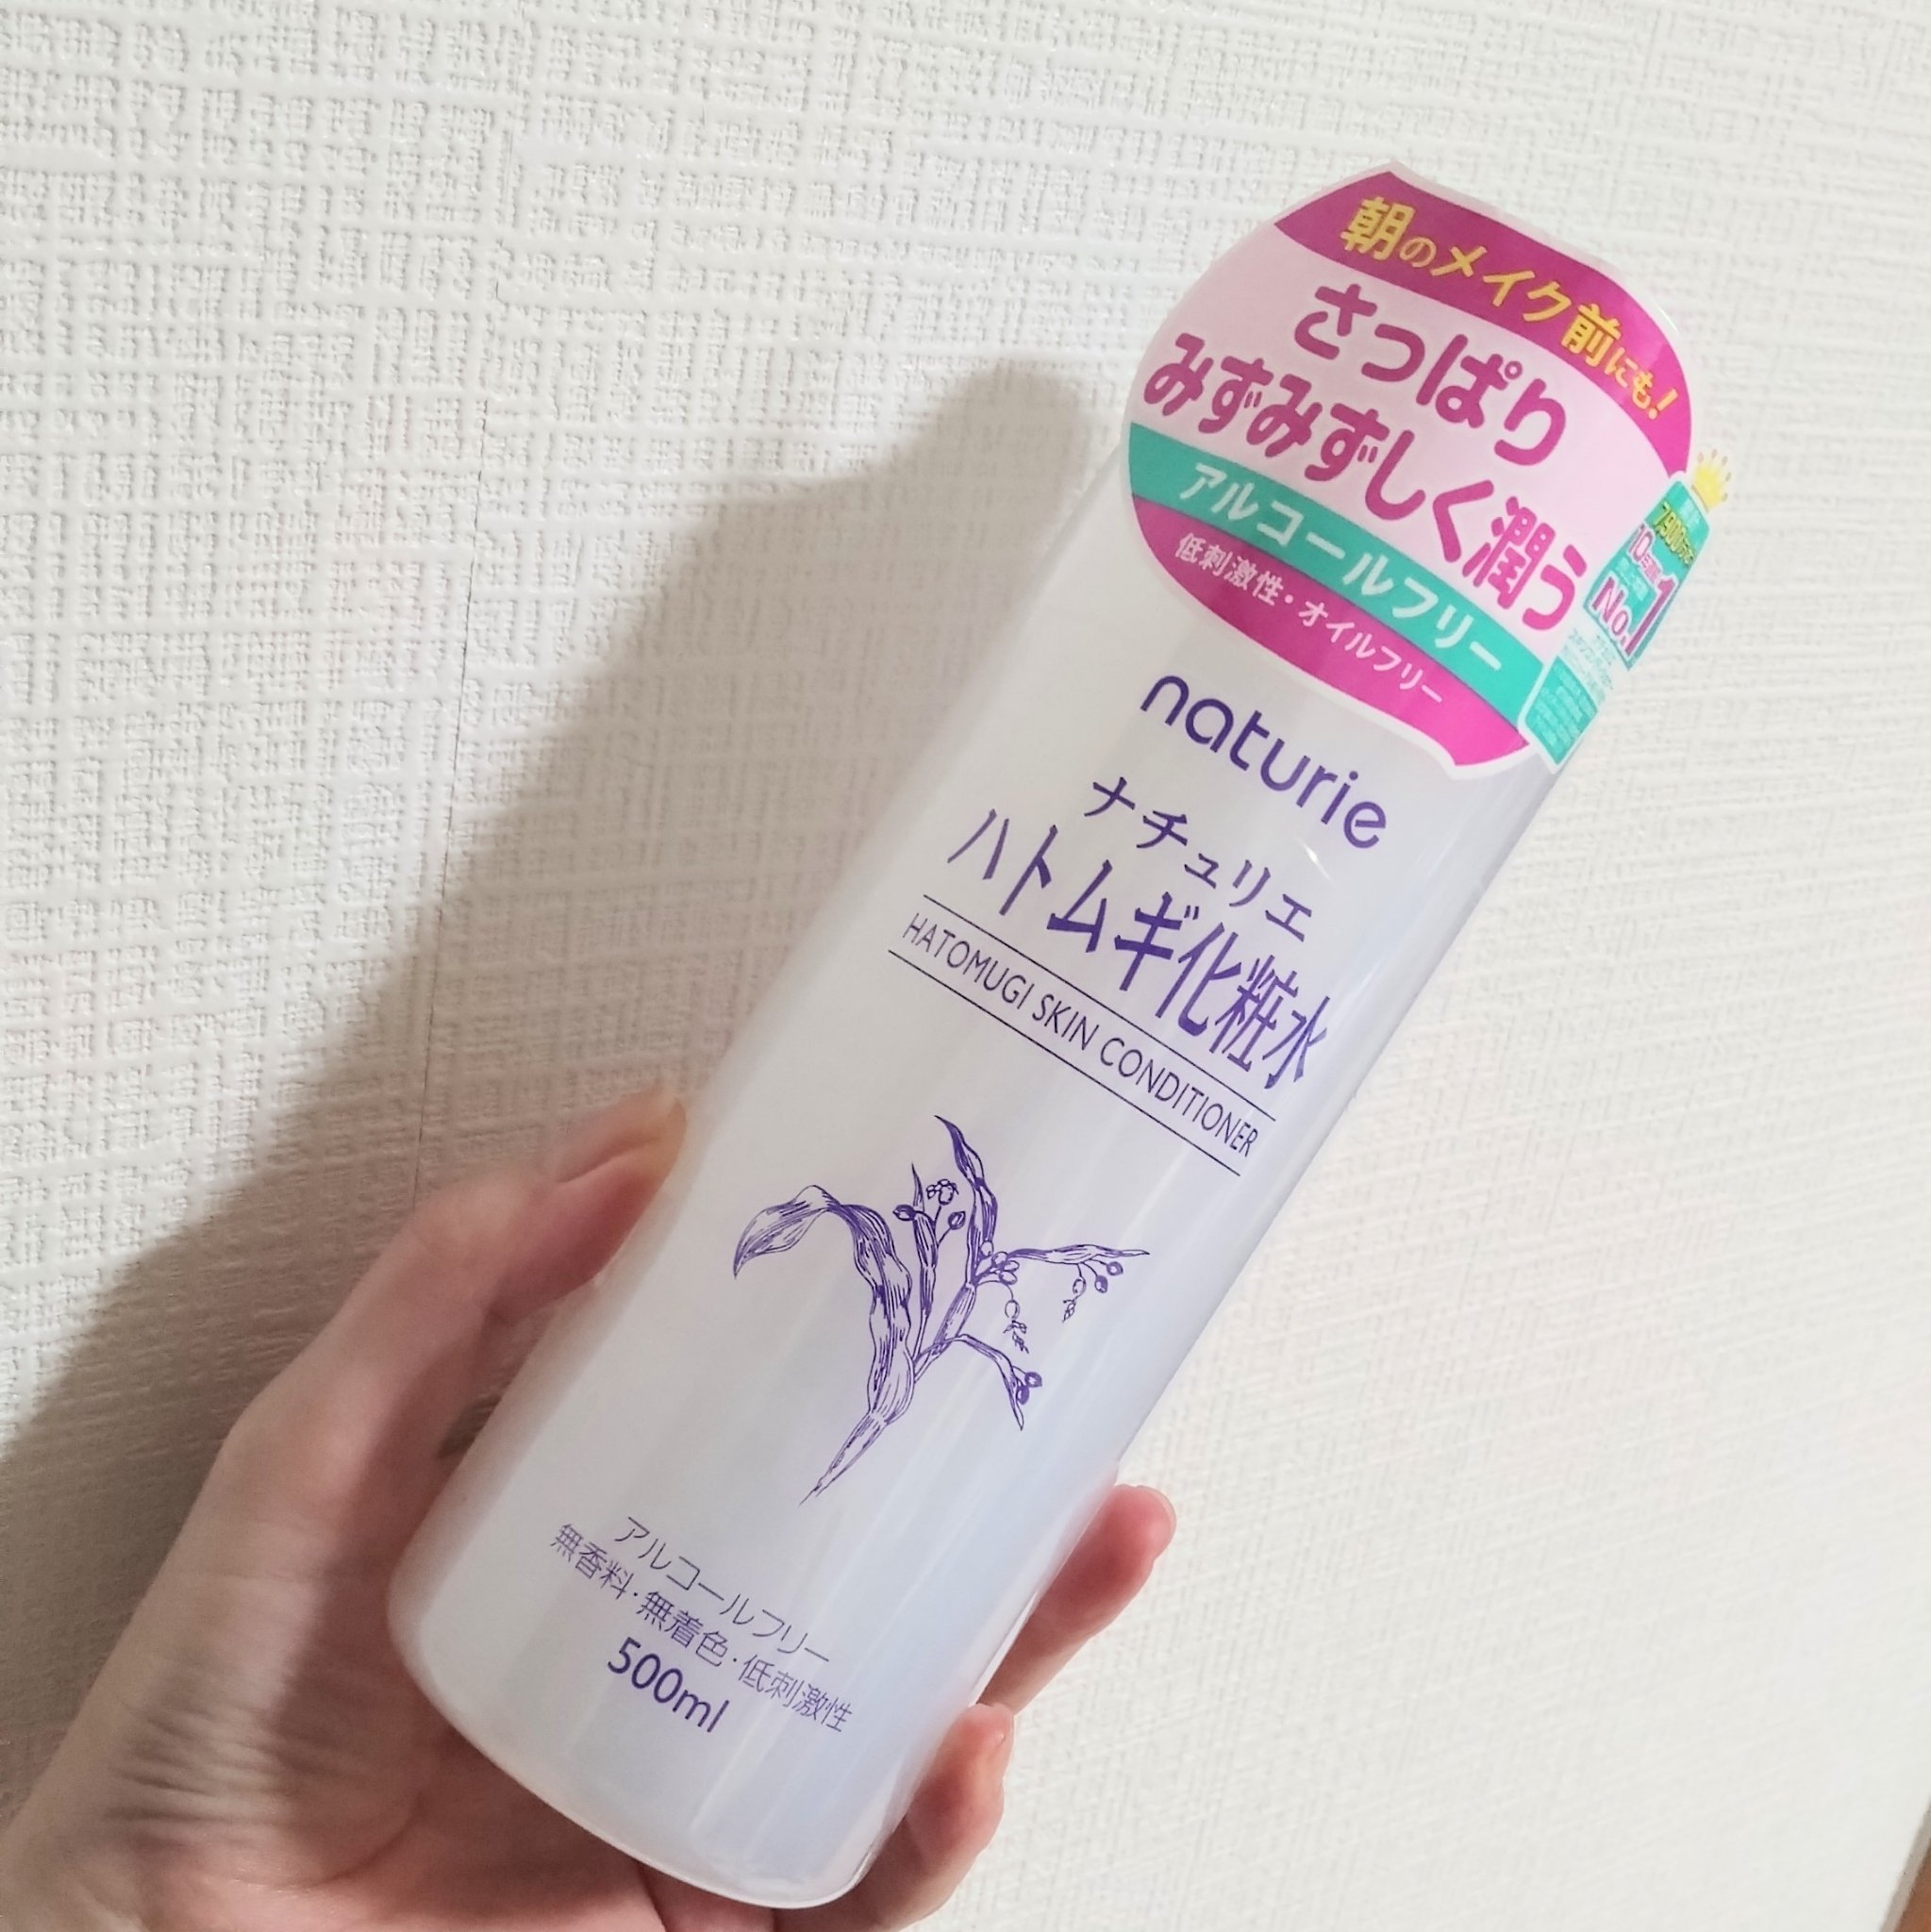 朝のメイク前にも!
さっぱり
みずみずしく潤う
アルコールフリー
低刺激性・オイルフリー
No.1
naturie
ナチュリエ
ハトムギ化粧水
HATOMUGI SKIN CONDITIONER
アルコールフリー
無香料・無着色・低刺激性
500ml